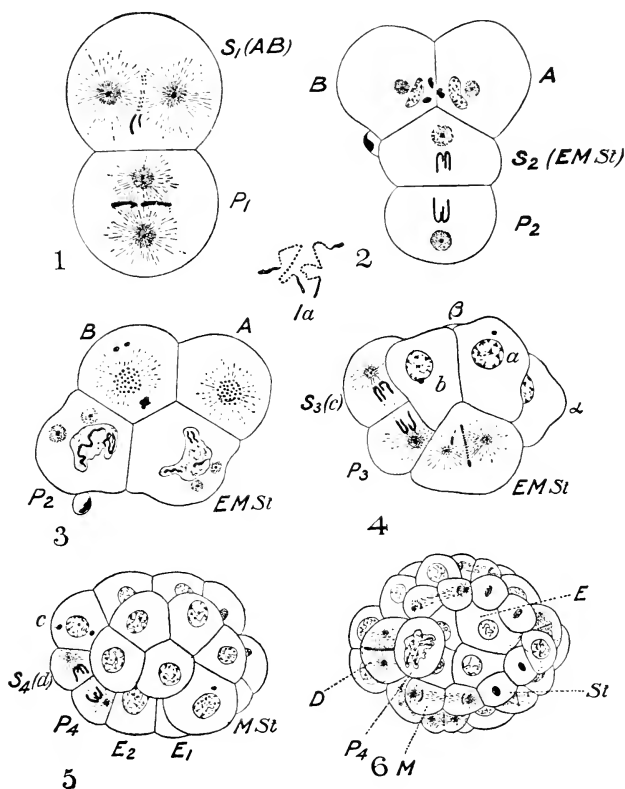 S1 (AB)
P1
1
B
A
S2 (EMSt)
P2
2
1a
B
A
P2
EMSt
3
β
a
b
α
S3(c)
P3
EMSt
4
c
S4(d)
P4
E2
E1
MSt
5
E
D
St
P4
M
6